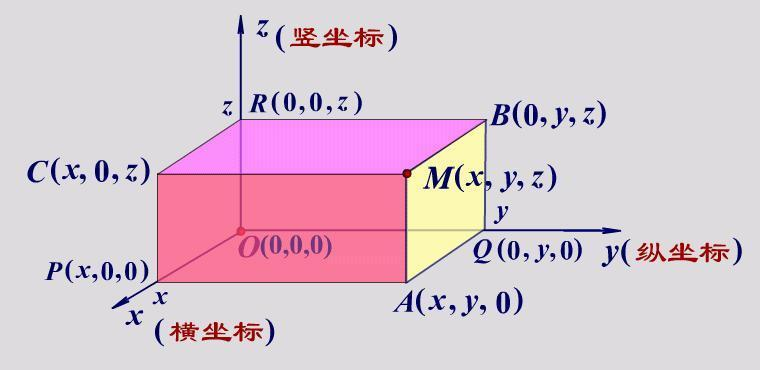 z (竖坐标)
z R(0,0,z)
B(0,y,z)
C(x,0,z)
M(x,y,z)
y
O(0,0,0)
Q(0,y,0) y(纵坐标)
P(x,0,0)
x
A(x,y,0)
x (横坐标)